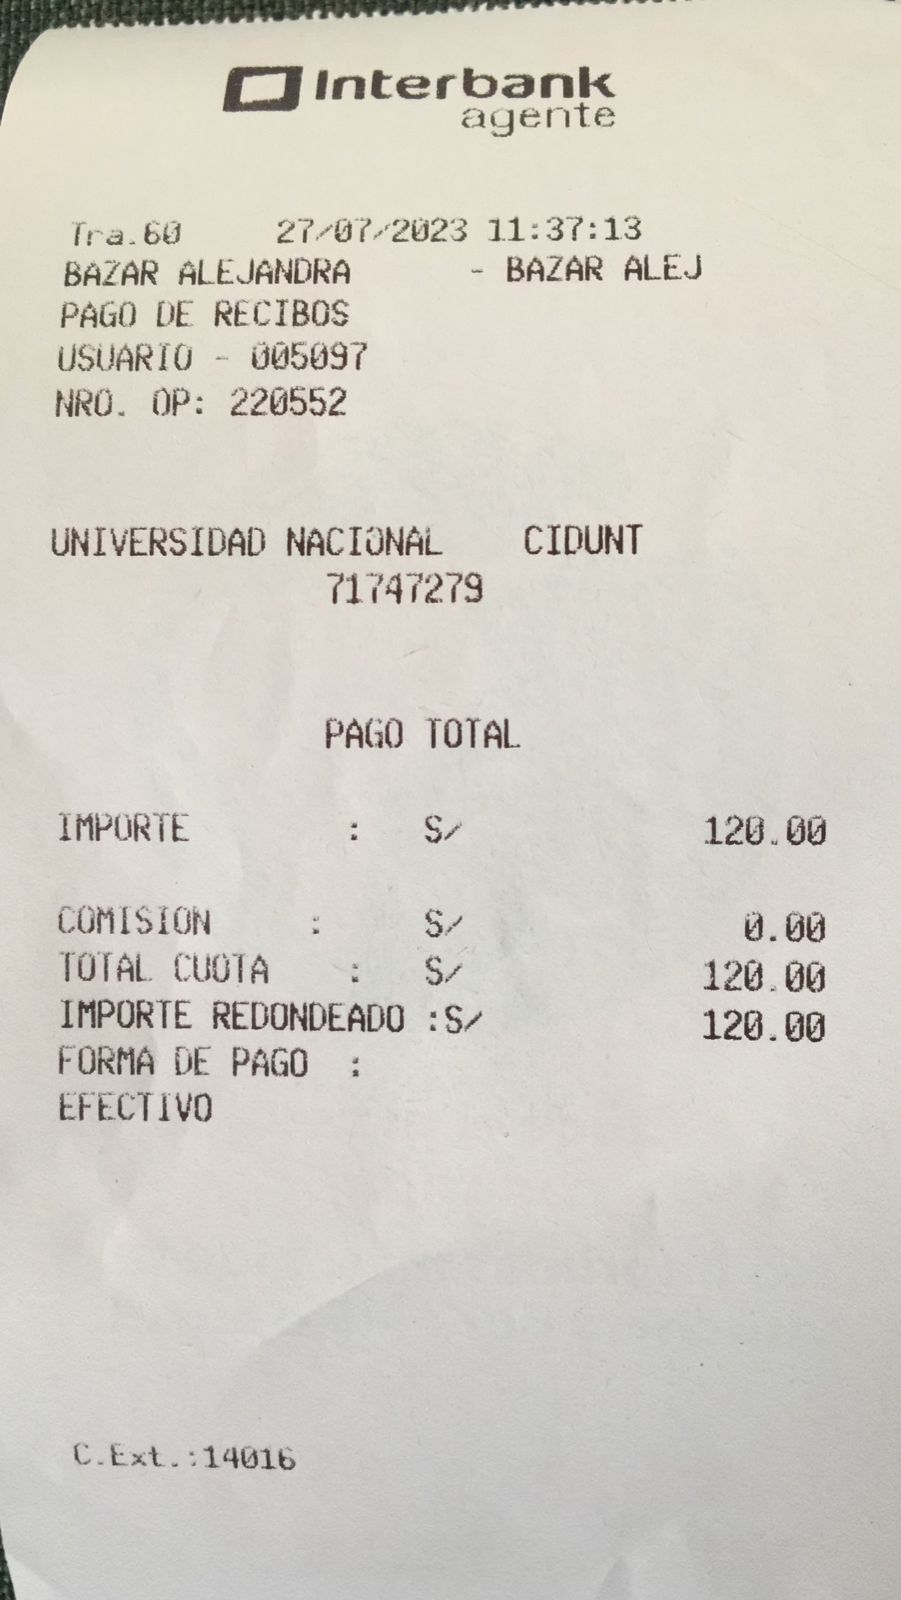 Interbank
agente
Tra.60 27/07/2023 11:37:13
BAZAR ALEJANDRA - BAZAR ALEJ
PAGO DE RECIBOS
USUARIO - 005097
NRO. OP: 220552
UNIVERSIDAD NACIONAL CIDUNT
71747279
PAGO TOTAL
IMPORTE : S/ 120.00
COMISION : S/ 0.00
TOTAL CUOTA : S/ 120.00
IMPORTE REDONDEADO :S/ 120.00
FORMA DE PAGO :
EFECTIVO
C.Ext.:14016